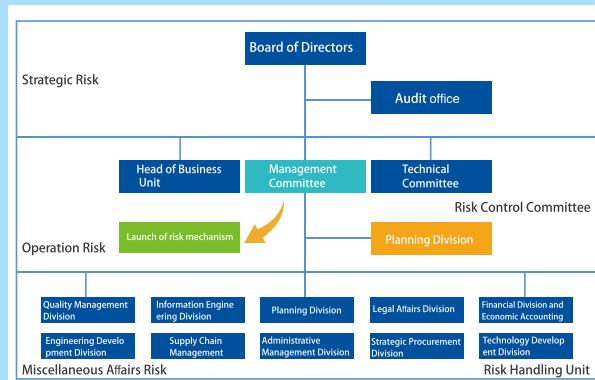 Board of Directors
Strategic Risk
Audit office
Head of Business
Unit
Management
Committee
Technical
Committee
Risk Control Committee
Launch of risk mechanism
Planning Division
Operation Risk
Quality Management
Division
Information Engine
ering Division
Planning Division
Legal Affairs Division
Financial Division and
Economic Accounting
Engineering Develo
pment Division
Supply Chain
Management
Administrative
Management Division
Strategic Procurement
Division
Technology Develop
ent Division
Miscellaneous Affairs Risk
Risk Handling Unit